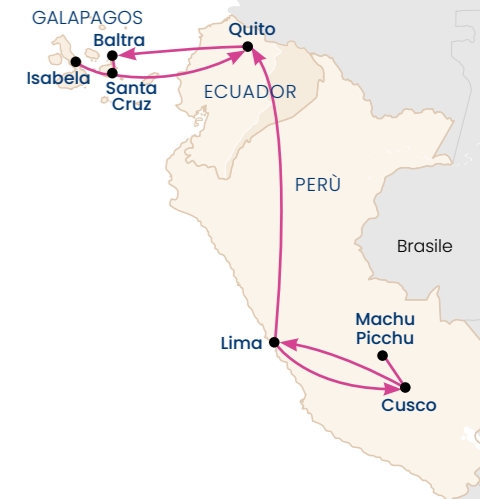 GALAPAGOS
Quito
Baltra
Isabela
Santa
Cruz
ECUADOR
PERÙ
Brasile
Machu
Picchu
Lima
Cusco